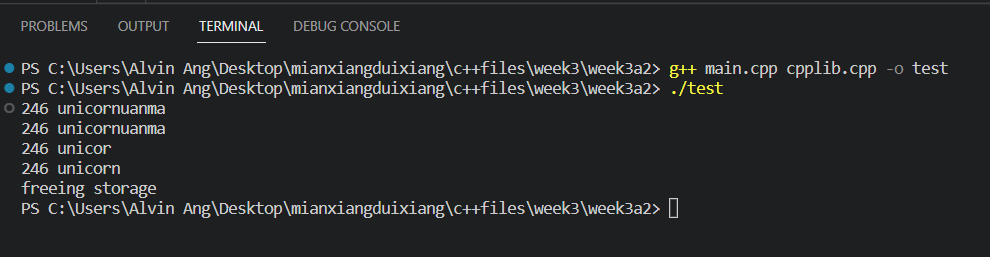 PROBLEMS OUTPUT TERMINAL DEBUG CONSOLE
PS C:\Users\Alvin Ang\Desktop\mianxiangduixiang\c++files\week3\week3a2> g++ main.cpp cpplib.cpp -o test
PS C:\Users\Alvin Ang\Desktop\mianxiangduixiang\c++files\week3\week3a2> ./test
246 unicornuanma
246 unicornuanma
246 unicor
246 unicorn
freeing storage
PS C:\Users\Alvin Ang\Desktop\mianxiangduixiang\c++files\week3\week3a2>